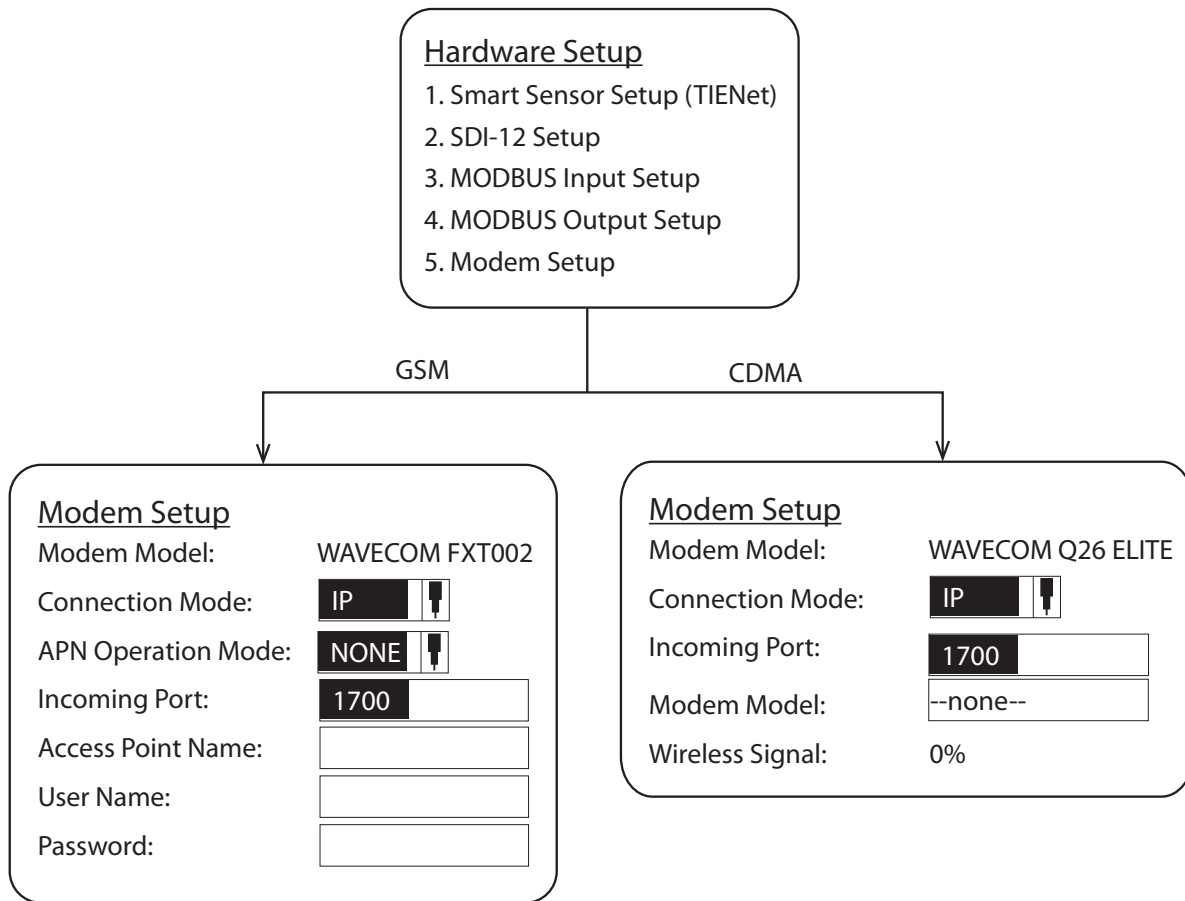 Hardware Setup
1. Smart Sensor Setup (TIENet)
2. SDI-12 Setup
3. MODBUS Input Setup
4. MODBUS Output Setup
5. Modem Setup
GSM
CDMA
Modem Setup
Modem Model: WAVECOM FXT002
Connection Mode: IP
APN Operation Mode: NONE
Incoming Port: 1700
Access Point Name:
User Name:
Password:
Modem Setup
Modem Model: WAVECOM Q26 ELITE
Connection Mode: IP
Incoming Port: 1700
Modem Model: --none--
Wireless Signal: 0%